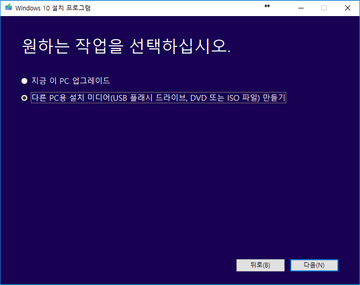 Windows 10 설치 프로그램
원하는 작업을 선택하십시오.
지금 이 PC 업그레이드
다른 PC용 설치 미디어(USB 플래시 드라이브, DVD 또는 ISO 파일) 만들기
뒤로(B) 다음(N)